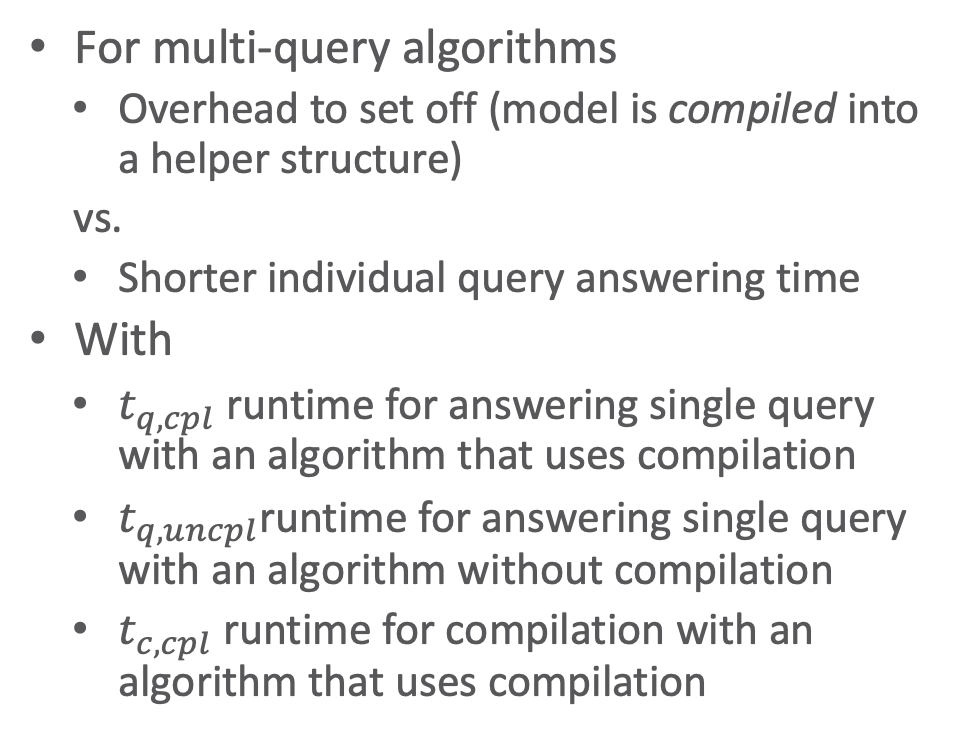 • For multi-query algorithms
• Overhead to set off (model is compiled into
a helper structure)
vs.
• Shorter individual query answering time
• With
• t_{q,cpl} runtime for answering single query
with an algorithm that uses compilation
• t_{q,uncpl} runtime for answering single query
with an algorithm without compilation
• t_{c,cpl} runtime for compilation with an
algorithm that uses compilation